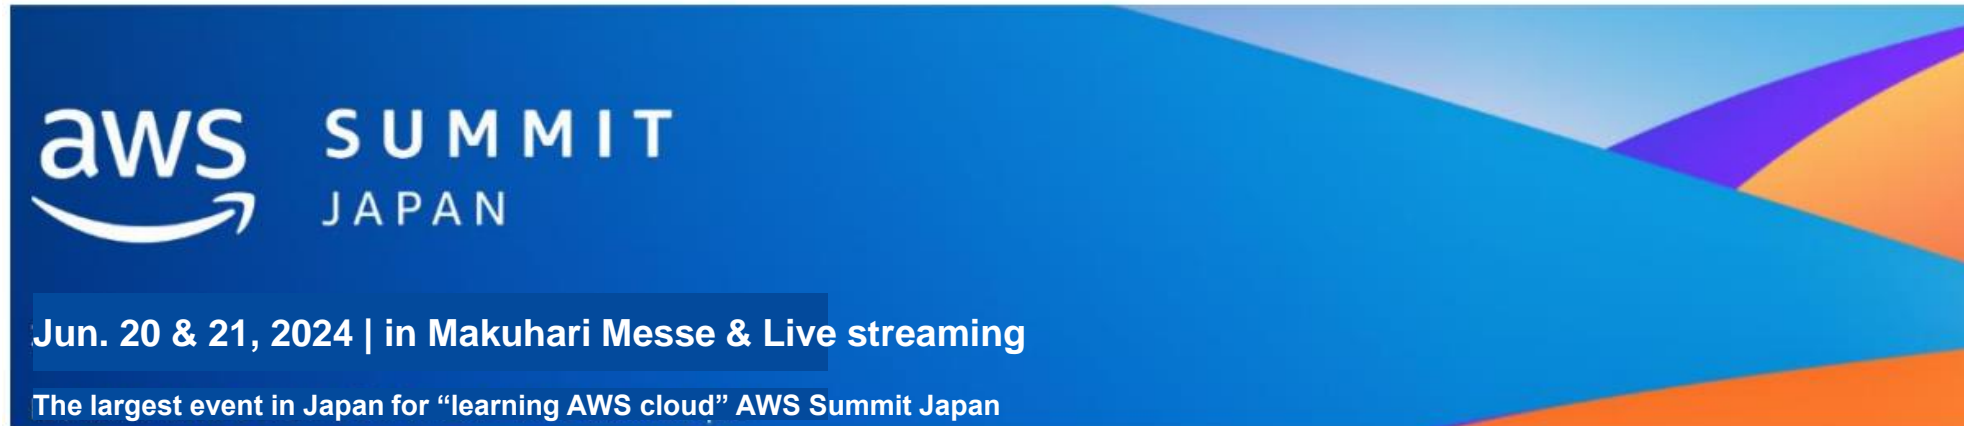 aws SUMMIT
JAPAN
Jun. 20 & 21, 2024 | in Makuhari Messe & Live streaming
The largest event in Japan for “learning AWS cloud” AWS Summit Japan